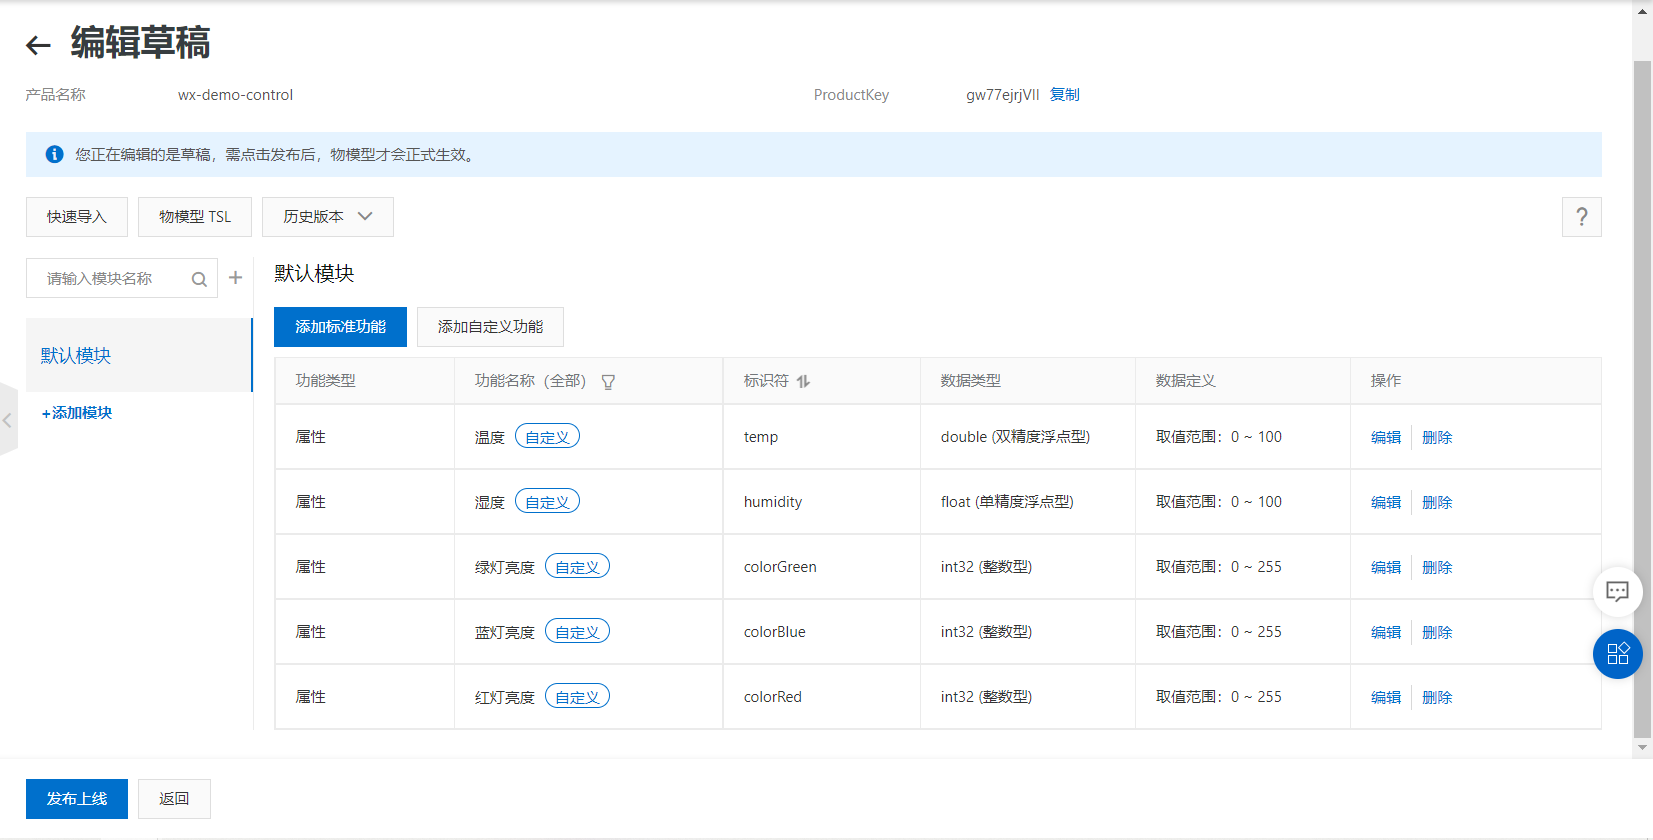 编辑草稿
产品名称 wx-demo-control ProductKey gw77ejrjVII 复制
您正在编辑的是草稿，需点击发布后，物模型才会正式生效。
快速导入 物模型 TSL 历史版本 ?
请输入模块名称 + 默认模块
添加标准功能 添加自定义功能
默认模块
+添加模块
功能类型 功能名称（全部） 标识符 数据类型 数据定义 操作
属性 温度 自定义 temp double (双精度浮点型) 取值范围：0 ~ 100 编辑 删除
属性 湿度 自定义 humidity float (单精度浮点型) 取值范围：0 ~ 100 编辑 删除
属性 绿灯亮度 自定义 colorGreen int32 (整数型) 取值范围：0 ~ 255 编辑 删除
属性 蓝灯亮度 自定义 colorBlue int32 (整数型) 取值范围：0 ~ 255 编辑 删除
属性 红灯亮度 自定义 colorRed int32 (整数型) 取值范围：0 ~ 255 编辑 删除
发布上线 返回